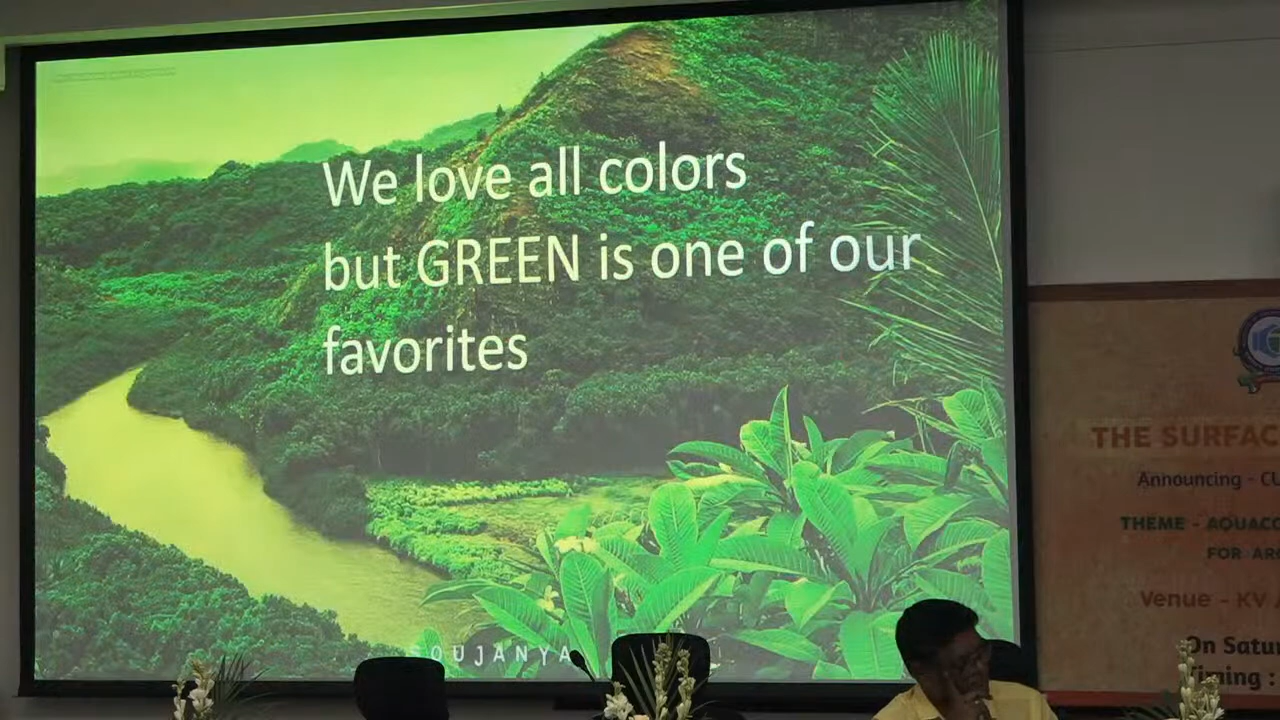 We love all colors
but GREEN is one of our
favorites
SOUJANYA
THE SURFAC
Announcing - CU
THEME - AQUACO
FOR AR
Venue - KV
On Satur
Timing :